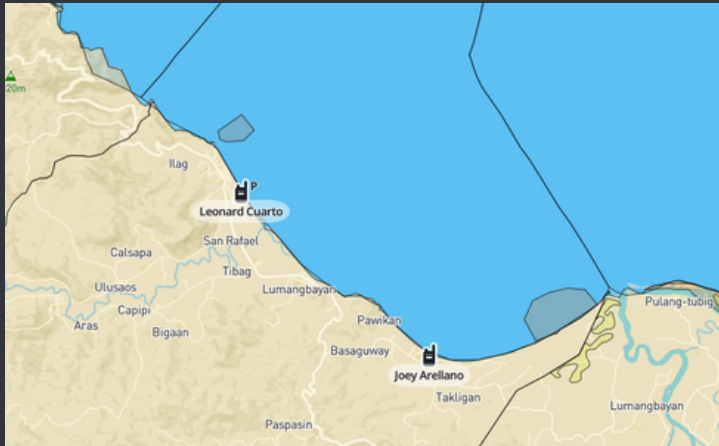 20m
Ilag
P
Leonard Cuarto
San Rafael
Calsapa
Tibag
Ulusaos
Lumangbayan
Capipi
Pulang-tubig
Aras
Bigaan
Pawikan
Basaguway
Joey Arellano
Takligan
Lumangbayan
Paspasin